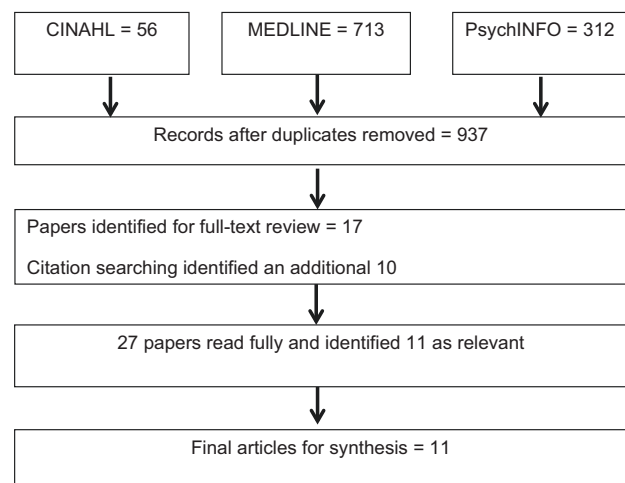 CINAHL = 56
MEDLINE = 713
PsychINFO = 312
Records after duplicates removed = 937
Papers identified for full-text review = 17
Citation searching identified an additional 10
27 papers read fully and identified 11 as relevant
Final articles for synthesis = 11